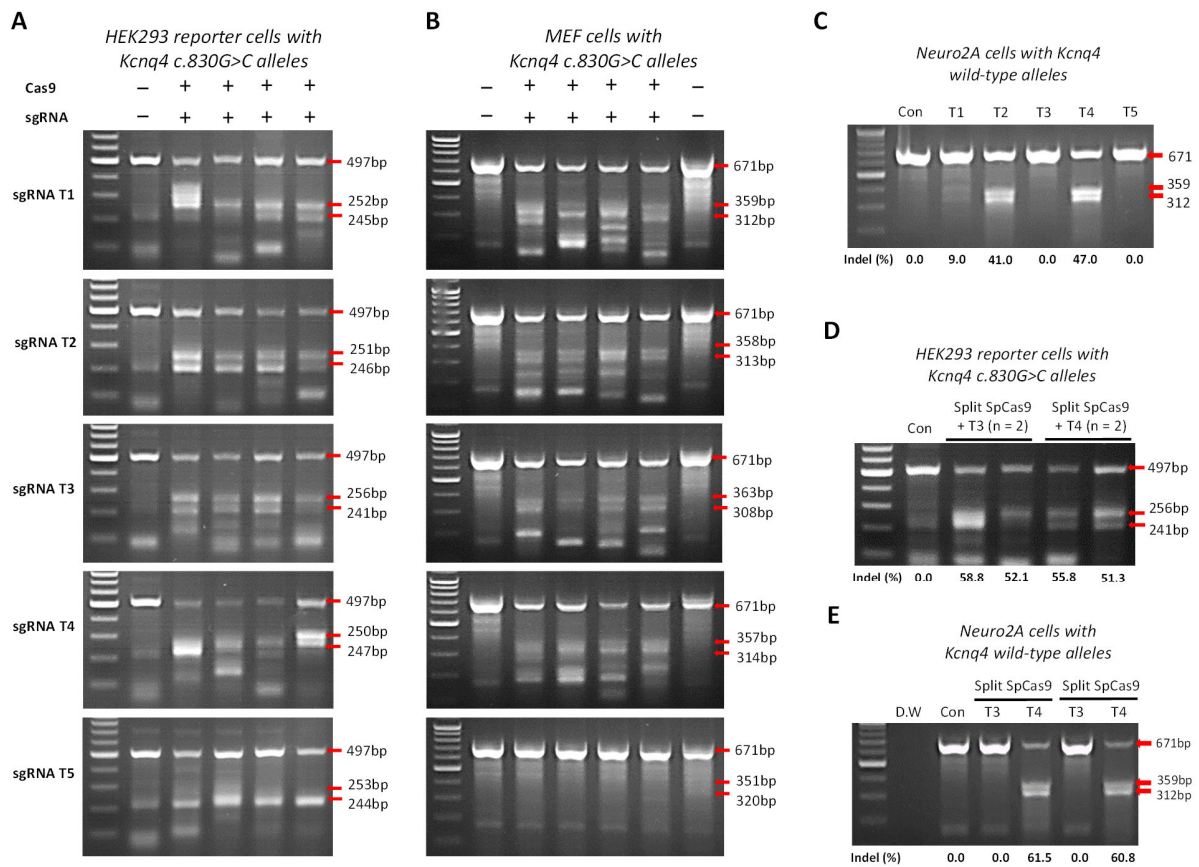 A
HEK293 reporter cells with
Kcnq4 c.830G>C alleles
Cas9 – + + + +
sgRNA – + + + +
sgRNA T1
497bp
252bp
245bp
sgRNA T2
497bp
251bp
246bp
sgRNA T3
497bp
256bp
241bp
sgRNA T4
497bp
250bp
247bp
sgRNA T5
497bp
253bp
244bp
B
MEF cells with
Kcnq4 c.830G>C alleles
– + + + + –
– + + + + –
671bp
359bp
312bp
671bp
358bp
313bp
671bp
363bp
308bp
671bp
357bp
314bp
671bp
351bp
320bp
C
Neuro2A cells with Kcnq4
wild-type alleles
Con T1 T2 T3 T4 T5
671
359
312
Indel (%) 0.0 9.0 41.0 0.0 47.0 0.0
D
HEK293 reporter cells with
Kcnq4 c.830G>C alleles
Split SpCas9 Split SpCas9
Con + T3 (n = 2) + T4 (n = 2)
497bp
256bp
241bp
Indel (%) 0.0 58.8 52.1 55.8 51.3
E
Neuro2A cells with
Kcnq4 wild-type alleles
Split SpCas9 Split SpCas9
D.W Con T3 T4 T3 T4
671bp
359bp
312bp
Indel (%) 0.0 0.0 61.5 0.0 60.8